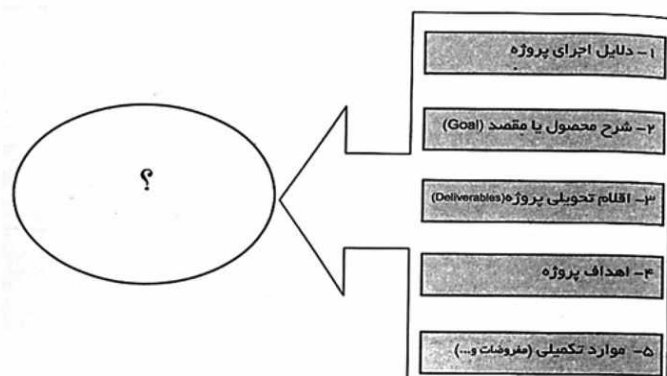 ۱- دلایل اجرای پروژه
۲- شرح محصول یا مقصد (Goal)
۳- اقلام تحویلی پروژه(Deliverables)
۴- اهداف پروژه
۵- موارد تکمیلی (مفروضات و...)
؟